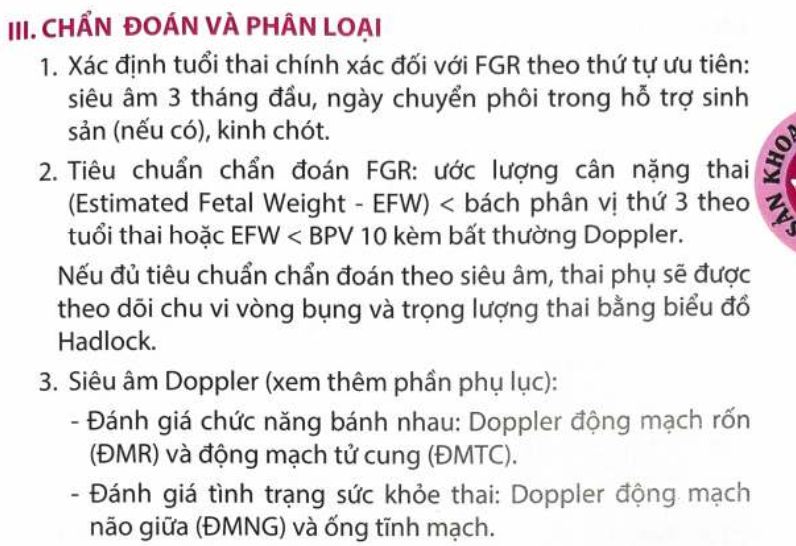 III. CHẨN ĐOÁN VÀ PHÂN LOẠI
1. Xác định tuổi thai chính xác đối với FGR theo thứ tự ưu tiên:
siêu âm 3 tháng đầu, ngày chuyển phôi trong hỗ trợ sinh
sản (nếu có), kinh chót.
2. Tiêu chuẩn chẩn đoán FGR: ước lượng cân nặng thai
(Estimated Fetal Weight - EFW) < bách phân vị thứ 3 theo
tuổi thai hoặc EFW < BPV 10 kèm bất thường Doppler.
Nếu đủ tiêu chuẩn chẩn đoán theo siêu âm, thai phụ sẽ được
theo dõi chu vi vòng bụng và trọng lượng thai bằng biểu đồ
Hadlock.
3. Siêu âm Doppler (xem thêm phần phụ lục):
- Đánh giá chức năng bánh nhau: Doppler động mạch rốn
(ĐMR) và động mạch tử cung (ĐMTC).
- Đánh giá tình trạng sức khỏe thai: Doppler động mạch
não giữa (ĐMNG) và ống tĩnh mạch.
SẢN KHOA